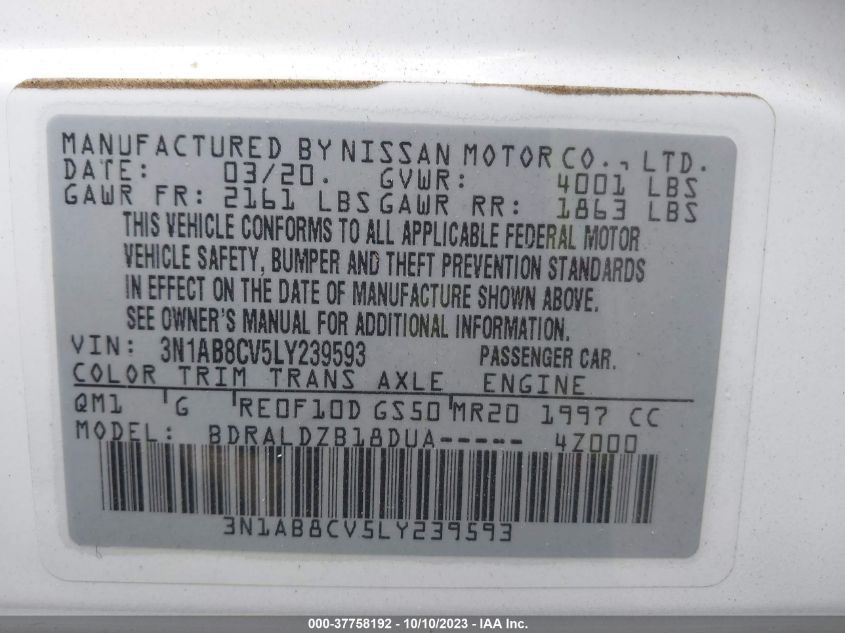 MANUFACTURED BY NISSAN MOTOR CO., LTD.
DATE: 03/20. GVWR: 4001 LBS
GAWR FR: 2161 LBS GAWR RR: 1863 LBS
THIS VEHICLE CONFORMS TO ALL APPLICABLE FEDERAL MOTOR
VEHICLE SAFETY, BUMPER AND THEFT PREVENTION STANDARDS
IN EFFECT ON THE DATE OF MANUFACTURE SHOWN ABOVE.
SEE OWNER'S MANUAL FOR ADDITIONAL INFORMATION.
VIN: 3N1AB8CV5LY239593 PASSENGER CAR.
COLOR TRIM TRANS AXLE ENGINE
QM1 G RE0F10D GS50 MR20 1997 CC
MODEL: BDRALDZB18DUA----- 4Z000
3N1AB8CV5LY239593
000-37758192 - 10/10/2023 - IAA Inc.